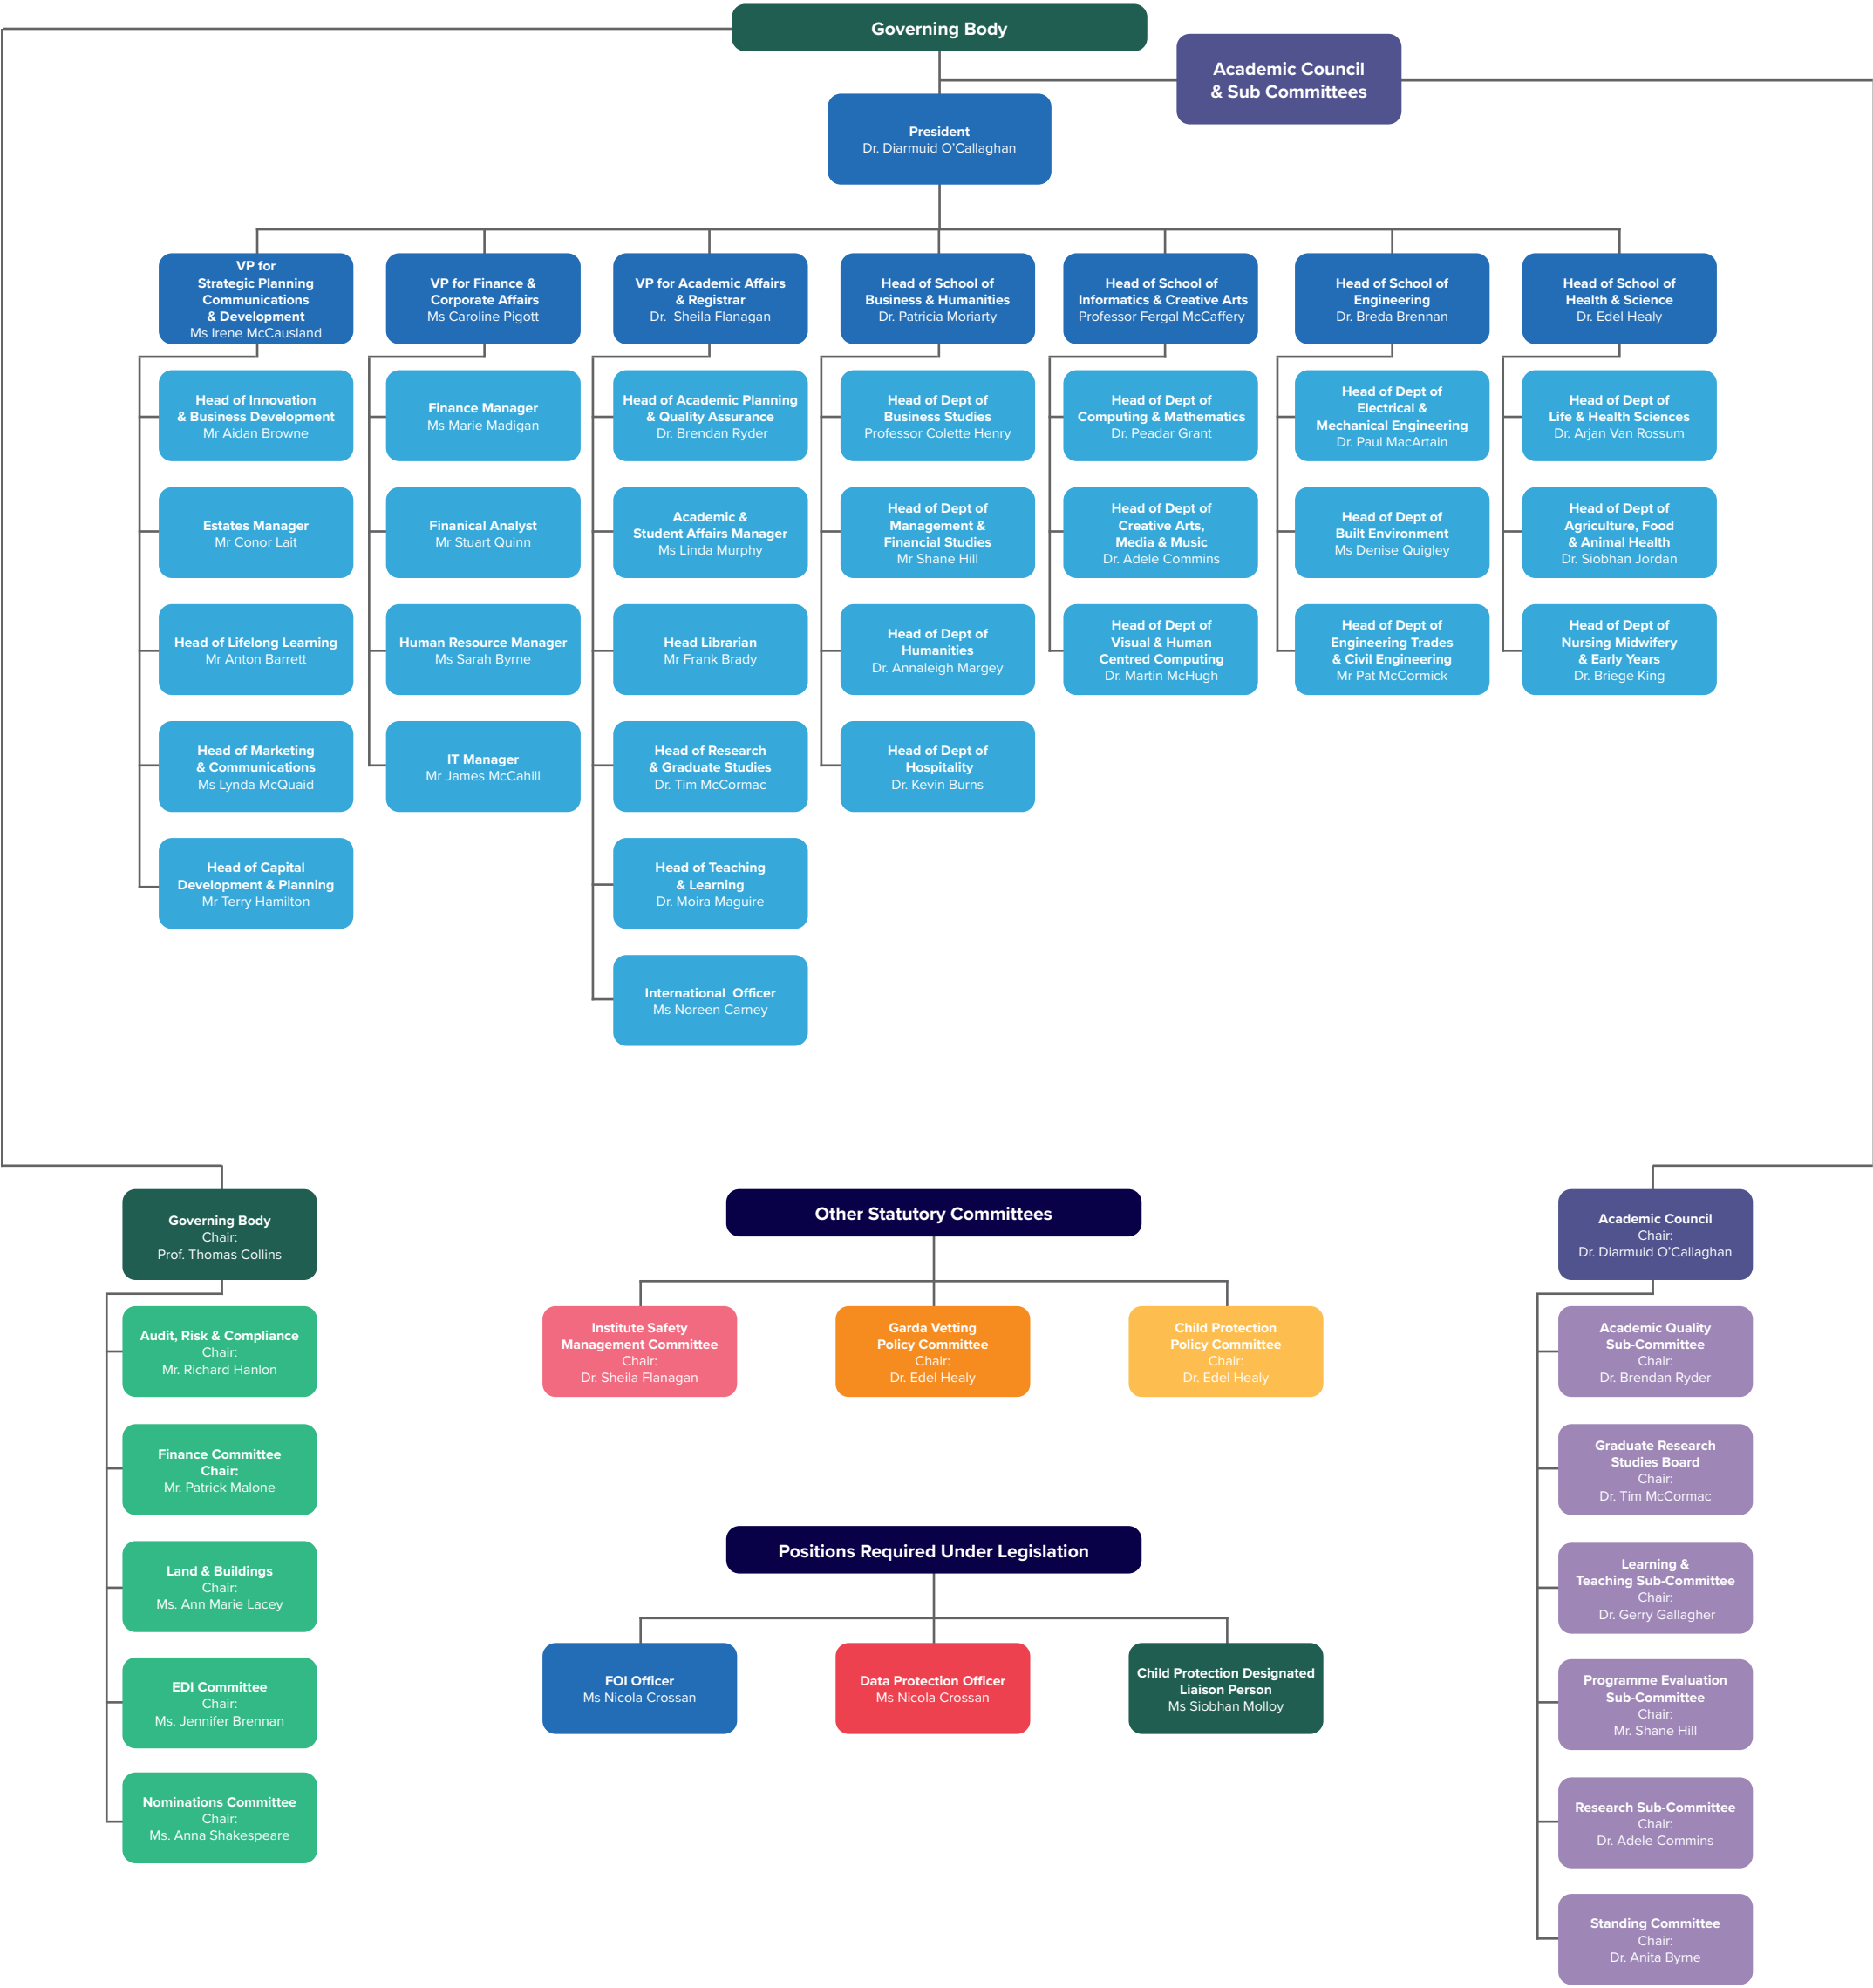 Governing Body
Academic Council
& Sub Committees
President
Dr. Diarmuid O’Callaghan
VP for
Strategic Planning
Communications
& Development
Ms Irene McCausland
VP for Finance &
Corporate Affairs
Ms Caroline Pigott
VP for Academic Affairs
& Registrar
Dr. Sheila Flanagan
Head of School of
Business & Humanities
Dr. Patricia Moriarty
Head of School of
Informatics & Creative Arts
Professor Fergal McCaffery
Head of School of
Engineering
Dr. Breda Brennan
Head of School of
Health & Science
Dr. Edel Healy
Head of Innovation
& Business Development
Mr Aidan Browne
Finance Manager
Ms Marie Madigan
Head of Academic Planning
& Quality Assurance
Dr. Brendan Ryder
Head of Dept of
Business Studies
Professor Colette Henry
Head of Dept of
Computing & Mathematics
Dr. Peadar Grant
Head of Dept of
Electrical &
Mechanical Engineering
Dr. Paul MacArtain
Head of Dept of
Life & Health Sciences
Dr. Arjan Van Rossum
Estates Manager
Mr Conor Lait
Finanical Analyst
Mr Stuart Quinn
Academic &
Student Affairs Manager
Ms Linda Murphy
Head of Dept of
Management &
Financial Studies
Mr Shane Hill
Head of Dept of
Creative Arts,
Media & Music
Dr. Adele Commins
Head of Dept of
Built Environment
Ms Denise Quigley
Head of Dept of
Agriculture, Food
& Animal Health
Dr. Siobhan Jordan
Head of Lifelong Learning
Mr Anton Barrett
Human Resource Manager
Ms Sarah Byrne
Head Librarian
Mr Frank Brady
Head of Dept of
Humanities
Dr. Annaleigh Margey
Head of Dept of
Visual & Human
Centred Computing
Dr. Martin McHugh
Head of Dept of
Engineering Trades
& Civil Engineering
Mr Pat McCormick
Head of Dept of
Nursing Midwifery
& Early Years
Dr. Briege King
Head of Marketing
& Communications
Ms Lynda McQuaid
IT Manager
Mr James McCahill
Head of Research
& Graduate Studies
Dr. Tim McCormac
Head of Dept of
Hospitality
Dr. Kevin Burns
Head of Capital
Development & Planning
Mr Terry Hamilton
Head of Teaching
& Learning
Dr. Moira Maguire
International Officer
Ms Noreen Carney
Governing Body
Chair:
Prof. Thomas Collins
Audit, Risk & Compliance
Chair:
Mr. Richard Hanlon
Finance Committee
Chair:
Mr. Patrick Malone
Land & Buildings
Chair:
Ms. Ann Marie Lacey
EDI Committee
Chair:
Ms. Jennifer Brennan
Nominations Committee
Chair:
Ms. Anna Shakespeare
Other Statutory Committees
Institute Safety
Management Committee
Chair:
Dr. Sheila Flanagan
Garda Vetting
Policy Committee
Chair:
Dr. Edel Healy
Child Protection
Policy Committee
Chair:
Dr. Edel Healy
Positions Required Under Legislation
FOI Officer
Ms Nicola Crossan
Data Protection Officer
Ms Nicola Crossan
Child Protection Designated
Liaison Person
Ms Siobhan Molloy
Academic Council
Chair:
Dr. Diarmuid O’Callaghan
Academic Quality
Sub-Committee
Chair:
Dr. Brendan Ryder
Graduate Research
Studies Board
Chair:
Dr. Tim McCormac
Learning &
Teaching Sub-Committee
Chair:
Dr. Gerry Gallagher
Programme Evaluation
Sub-Committee
Chair:
Mr. Shane Hill
Research Sub-Committee
Chair:
Dr. Adele Commins
Standing Committee
Chair:
Dr. Anita Byrne